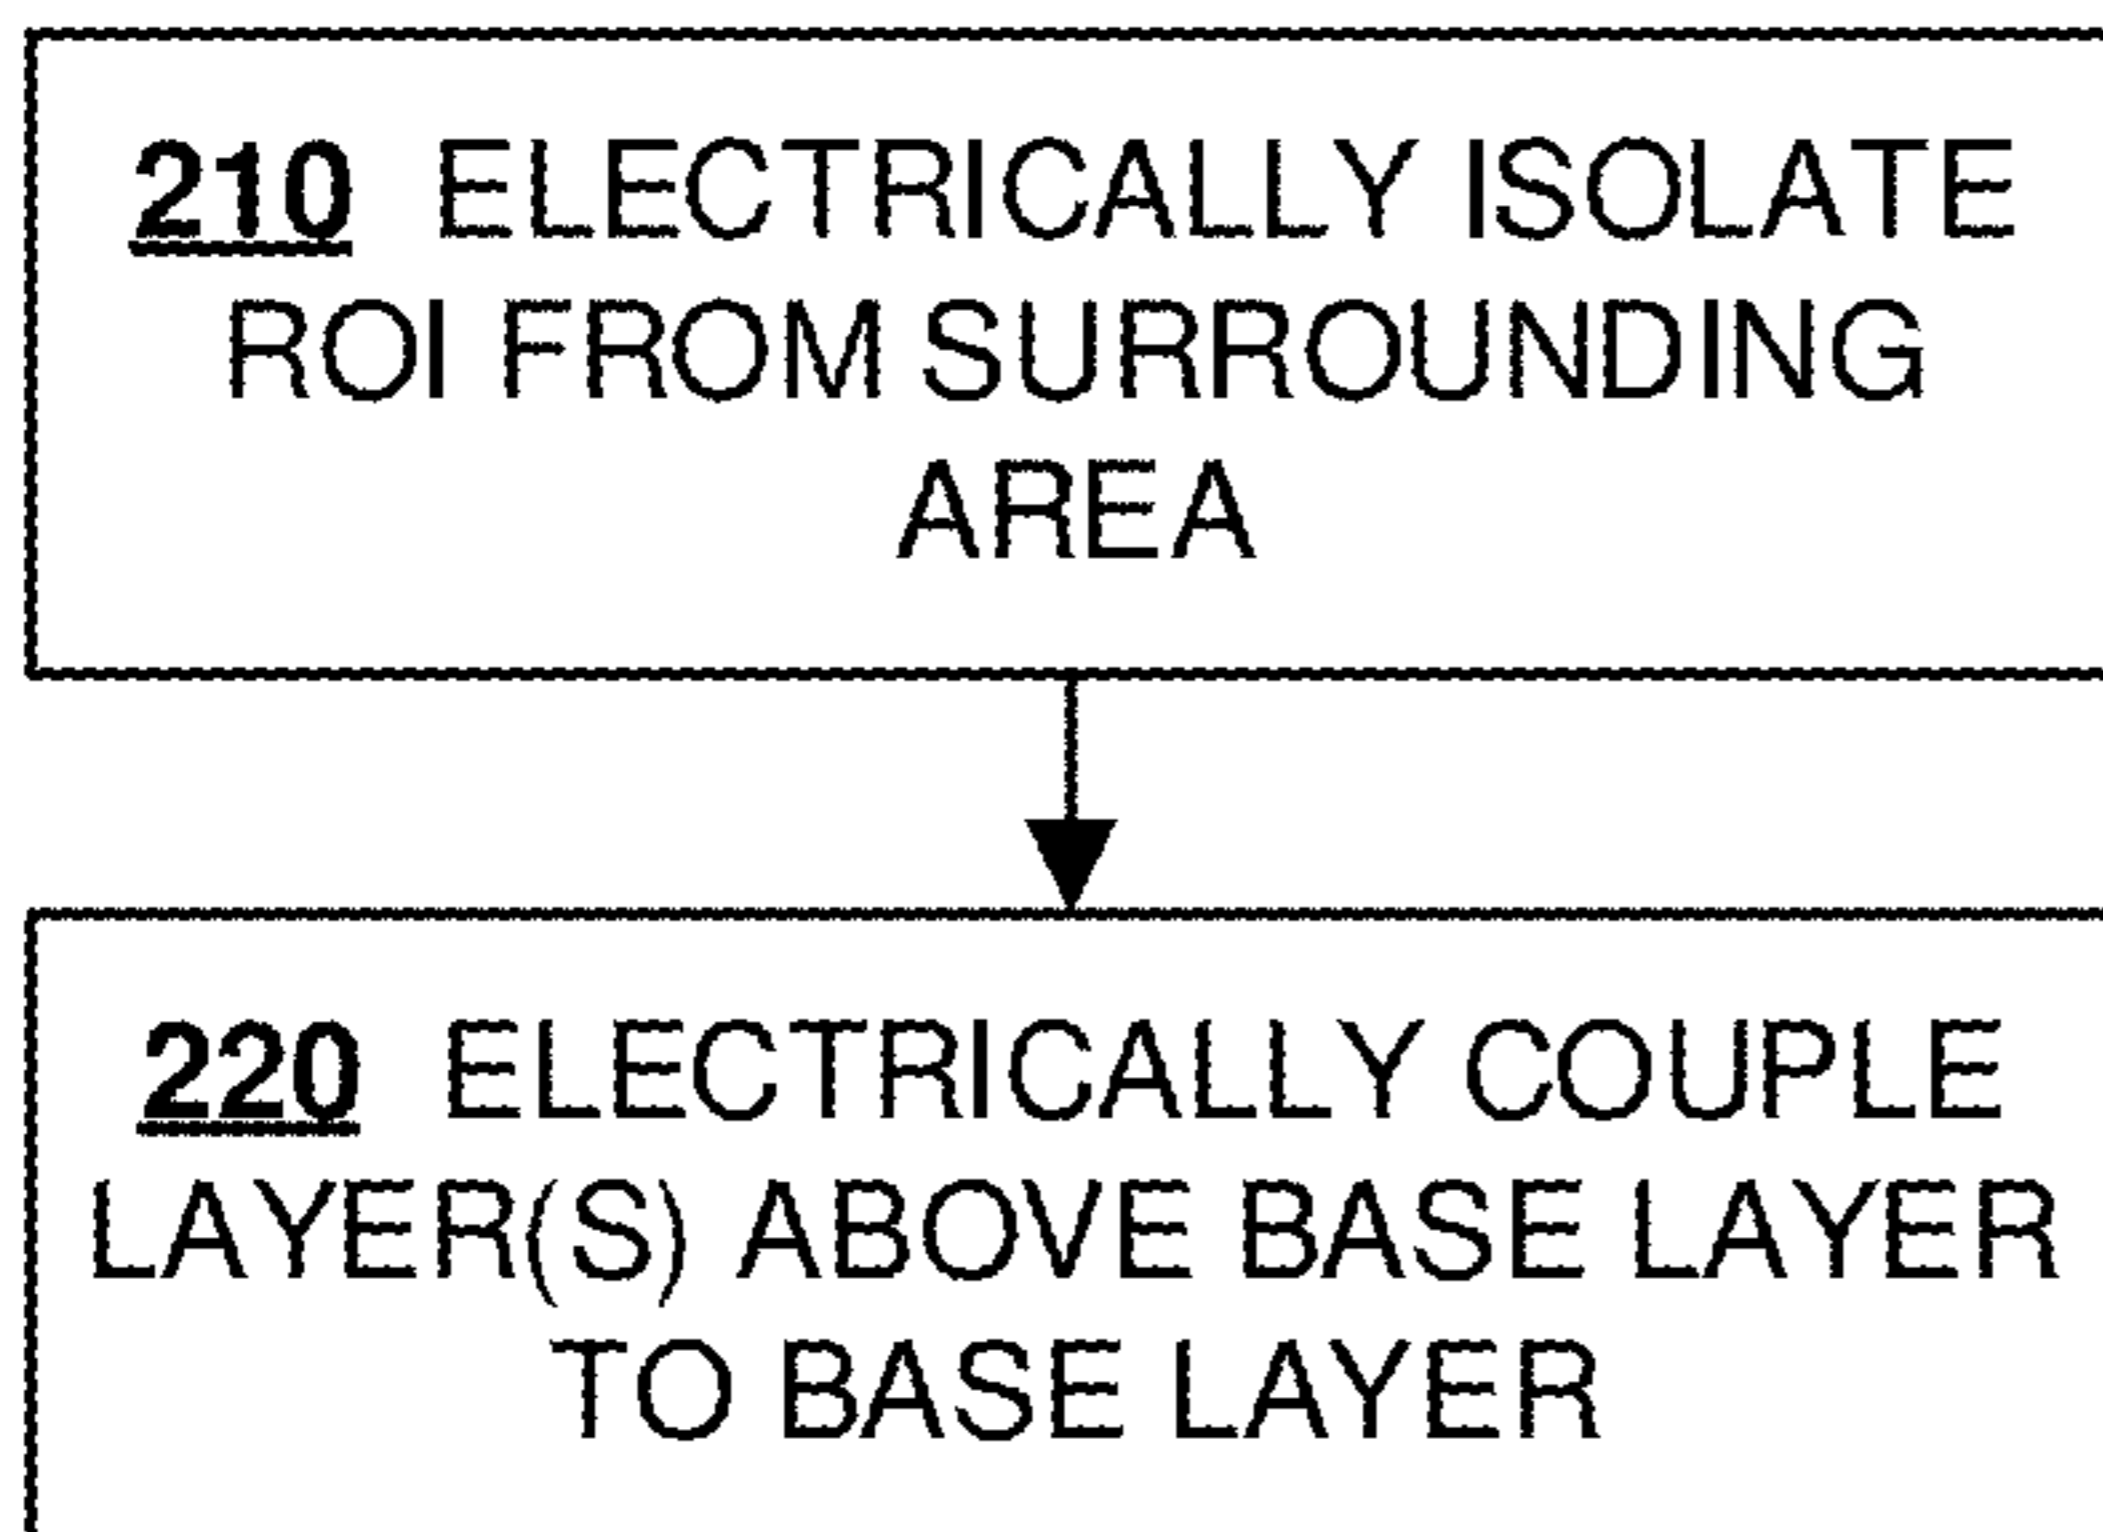 210 ELECTRICALLY ISOLATE
ROI FROM SURROUNDING
AREA
220 ELECTRICALLY COUPLE
LAYER(S) ABOVE BASE LAYER
TO BASE LAYER